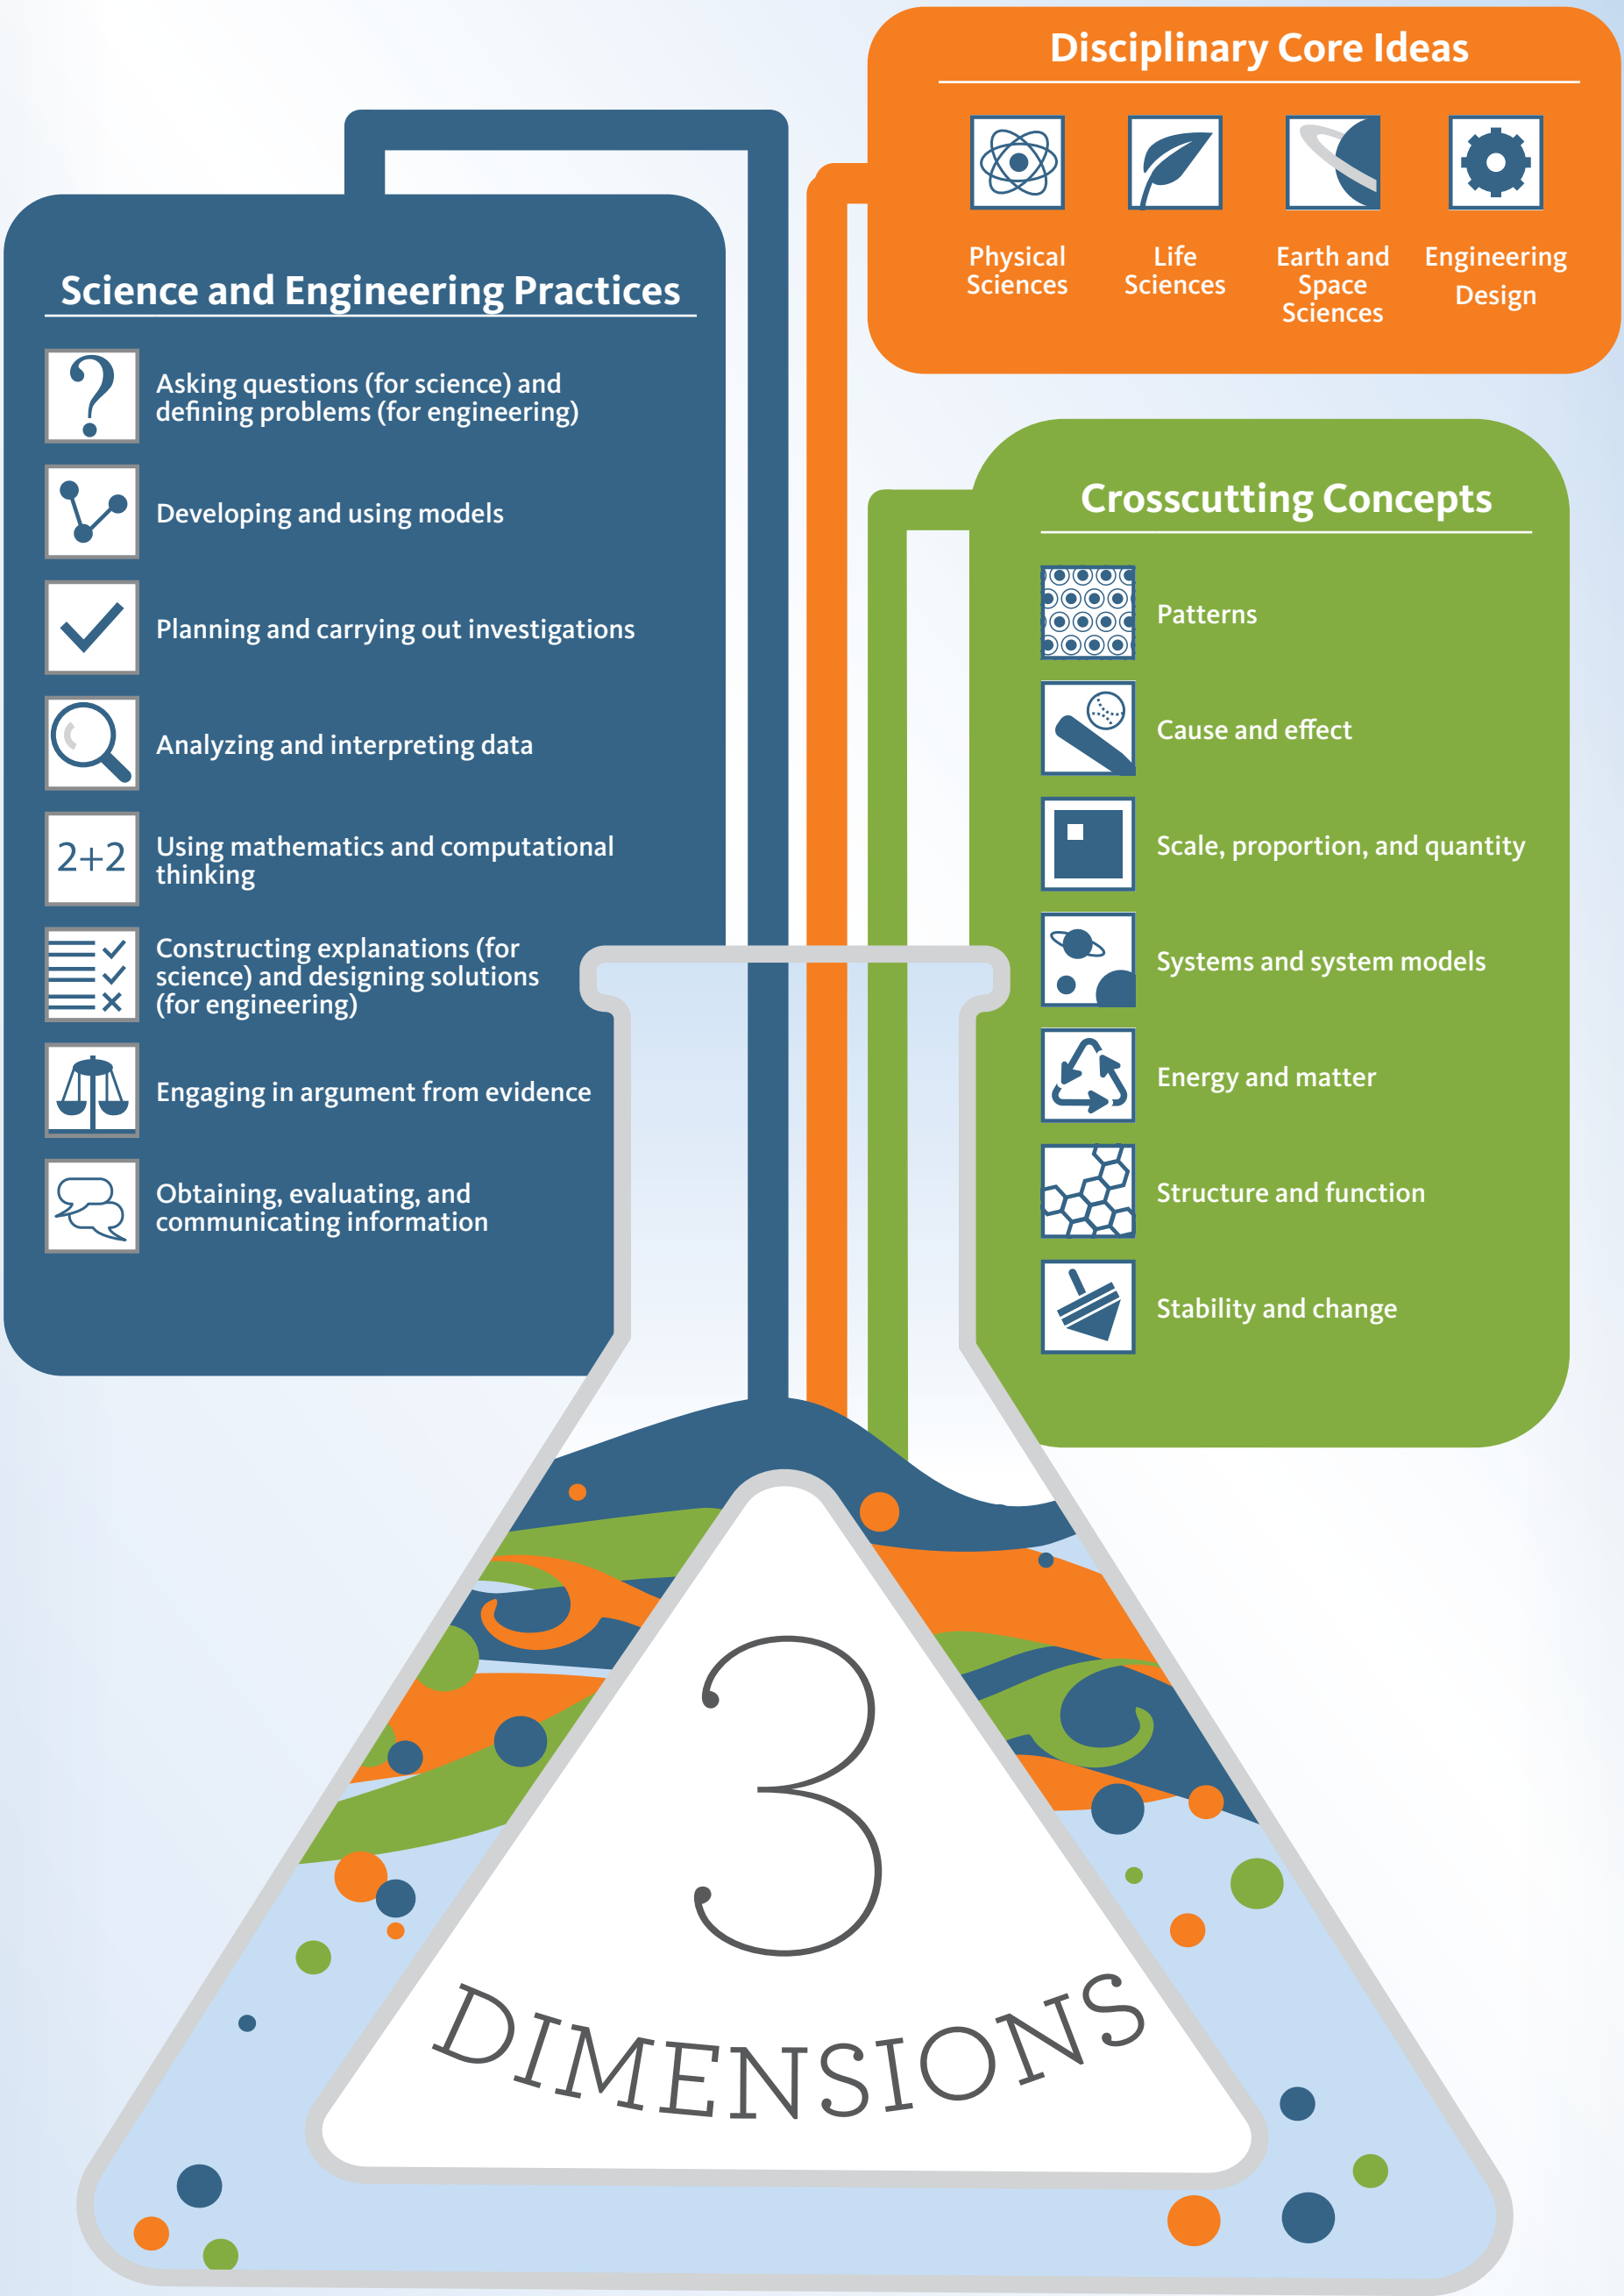 Disciplinary Core Ideas
Physical
Sciences
Life
Sciences
Earth and
Space
Sciences
Engineering
Design
Science and Engineering Practices
?
Asking questions (for science) and
defining problems (for engineering)
Developing and using models
Planning and carrying out investigations
Analyzing and interpreting data
2+2
Using mathematics and computational
thinking
Constructing explanations (for
science) and designing solutions
(for engineering)
Engaging in argument from evidence
Obtaining, evaluating, and
communicating information
Crosscutting Concepts
Patterns
Cause and effect
Scale, proportion, and quantity
Systems and system models
Energy and matter
Structure and function
Stability and change
3
DIMENSIONS